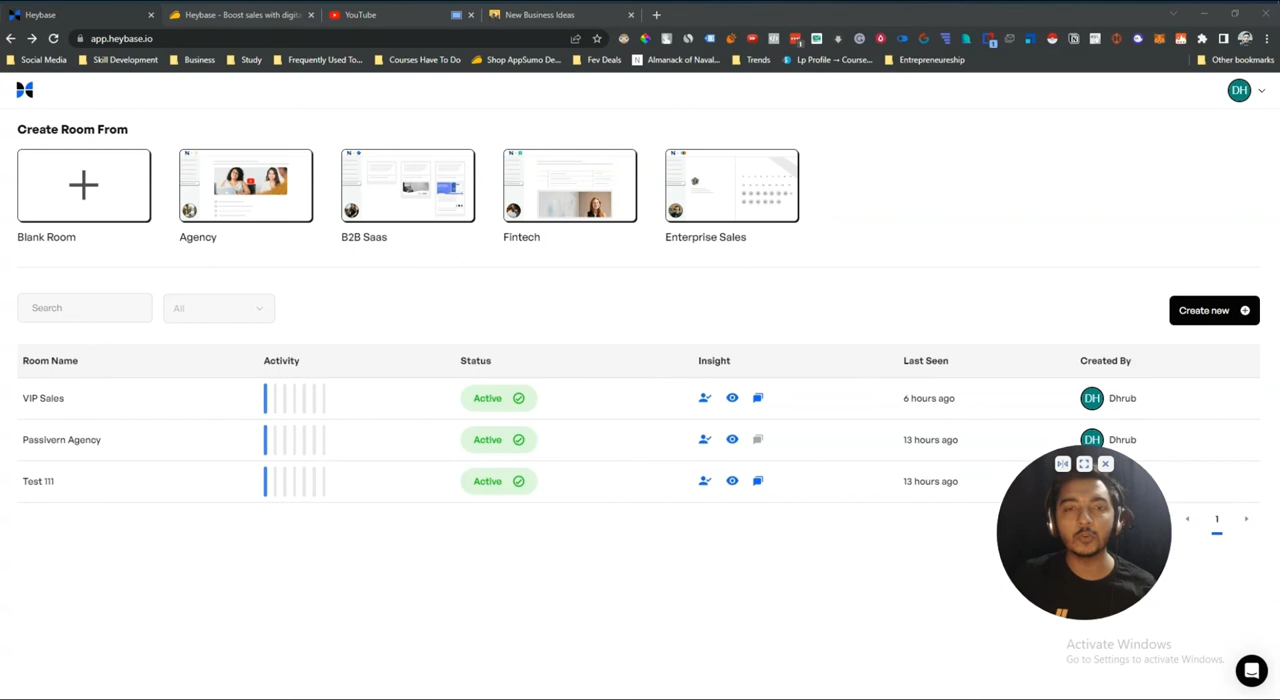 Heybase
Heybase - Boost sales with digita
YouTube
New Business Ideas
app.heybase.io
Social Media
Skill Development
Business
Study
Frequently Used To...
Courses Have To Do
Shop AppSumo De...
Fev Deals
Almanack of Naval...
Trends
Lp Profile → Course...
Entrepreneureship
Other bookmarks
DH
Create Room From
Blank Room
Agency
B2B Saas
Fintech
Enterprise Sales
Search
All
Create new
Room Name Activity Status Insight Last Seen Created By
VIP Sales Active 6 hours ago DH Dhrub
Passivern Agency Active 13 hours ago DH Dhrub
Test 111 Active 13 hours ago
1
Activate Windows
Go to Settings to activate Windows.